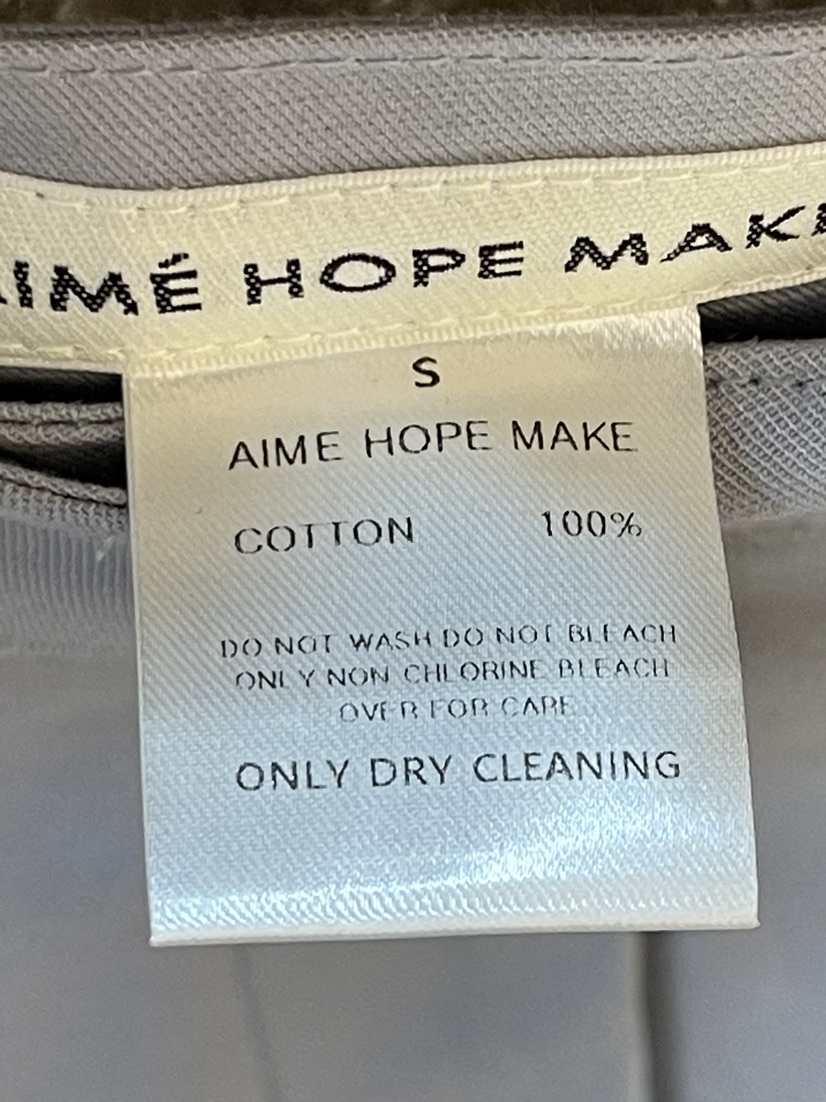 AIMÉ HOPE MAKE
S
AIME HOPE MAKE
COTTON 100%
DO NOT WASH DO NOT BLEACH
ONLY NON CHLORINE BLEACH
OVER FOR CARE
ONLY DRY CLEANING